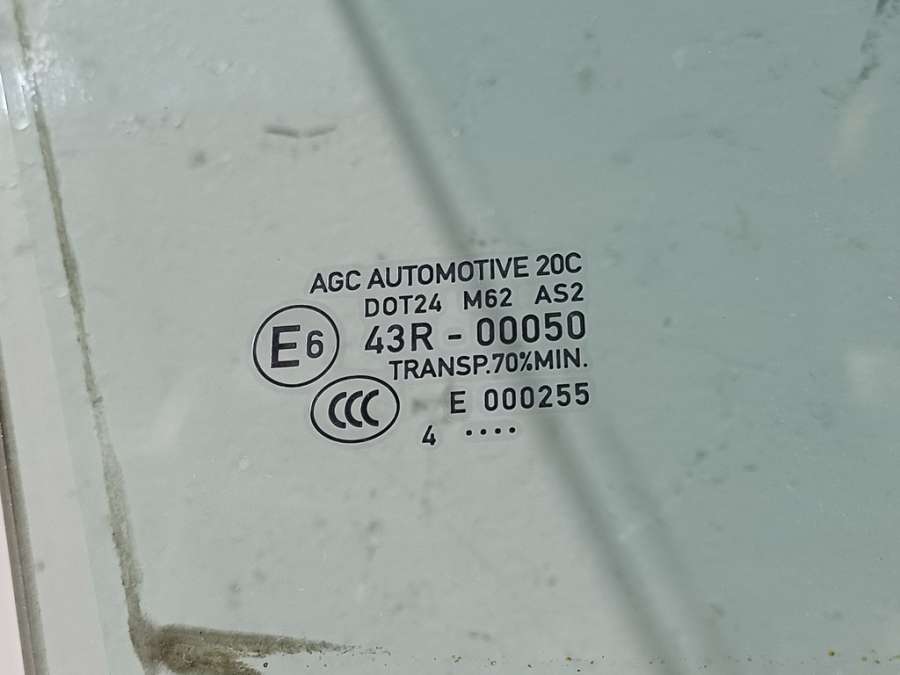 AGC AUTOMOTIVE 20C
DOT24 M62 AS2
E6 43R - 00050
TRANSP.70%MIN.
CCC E 000255
4 ····